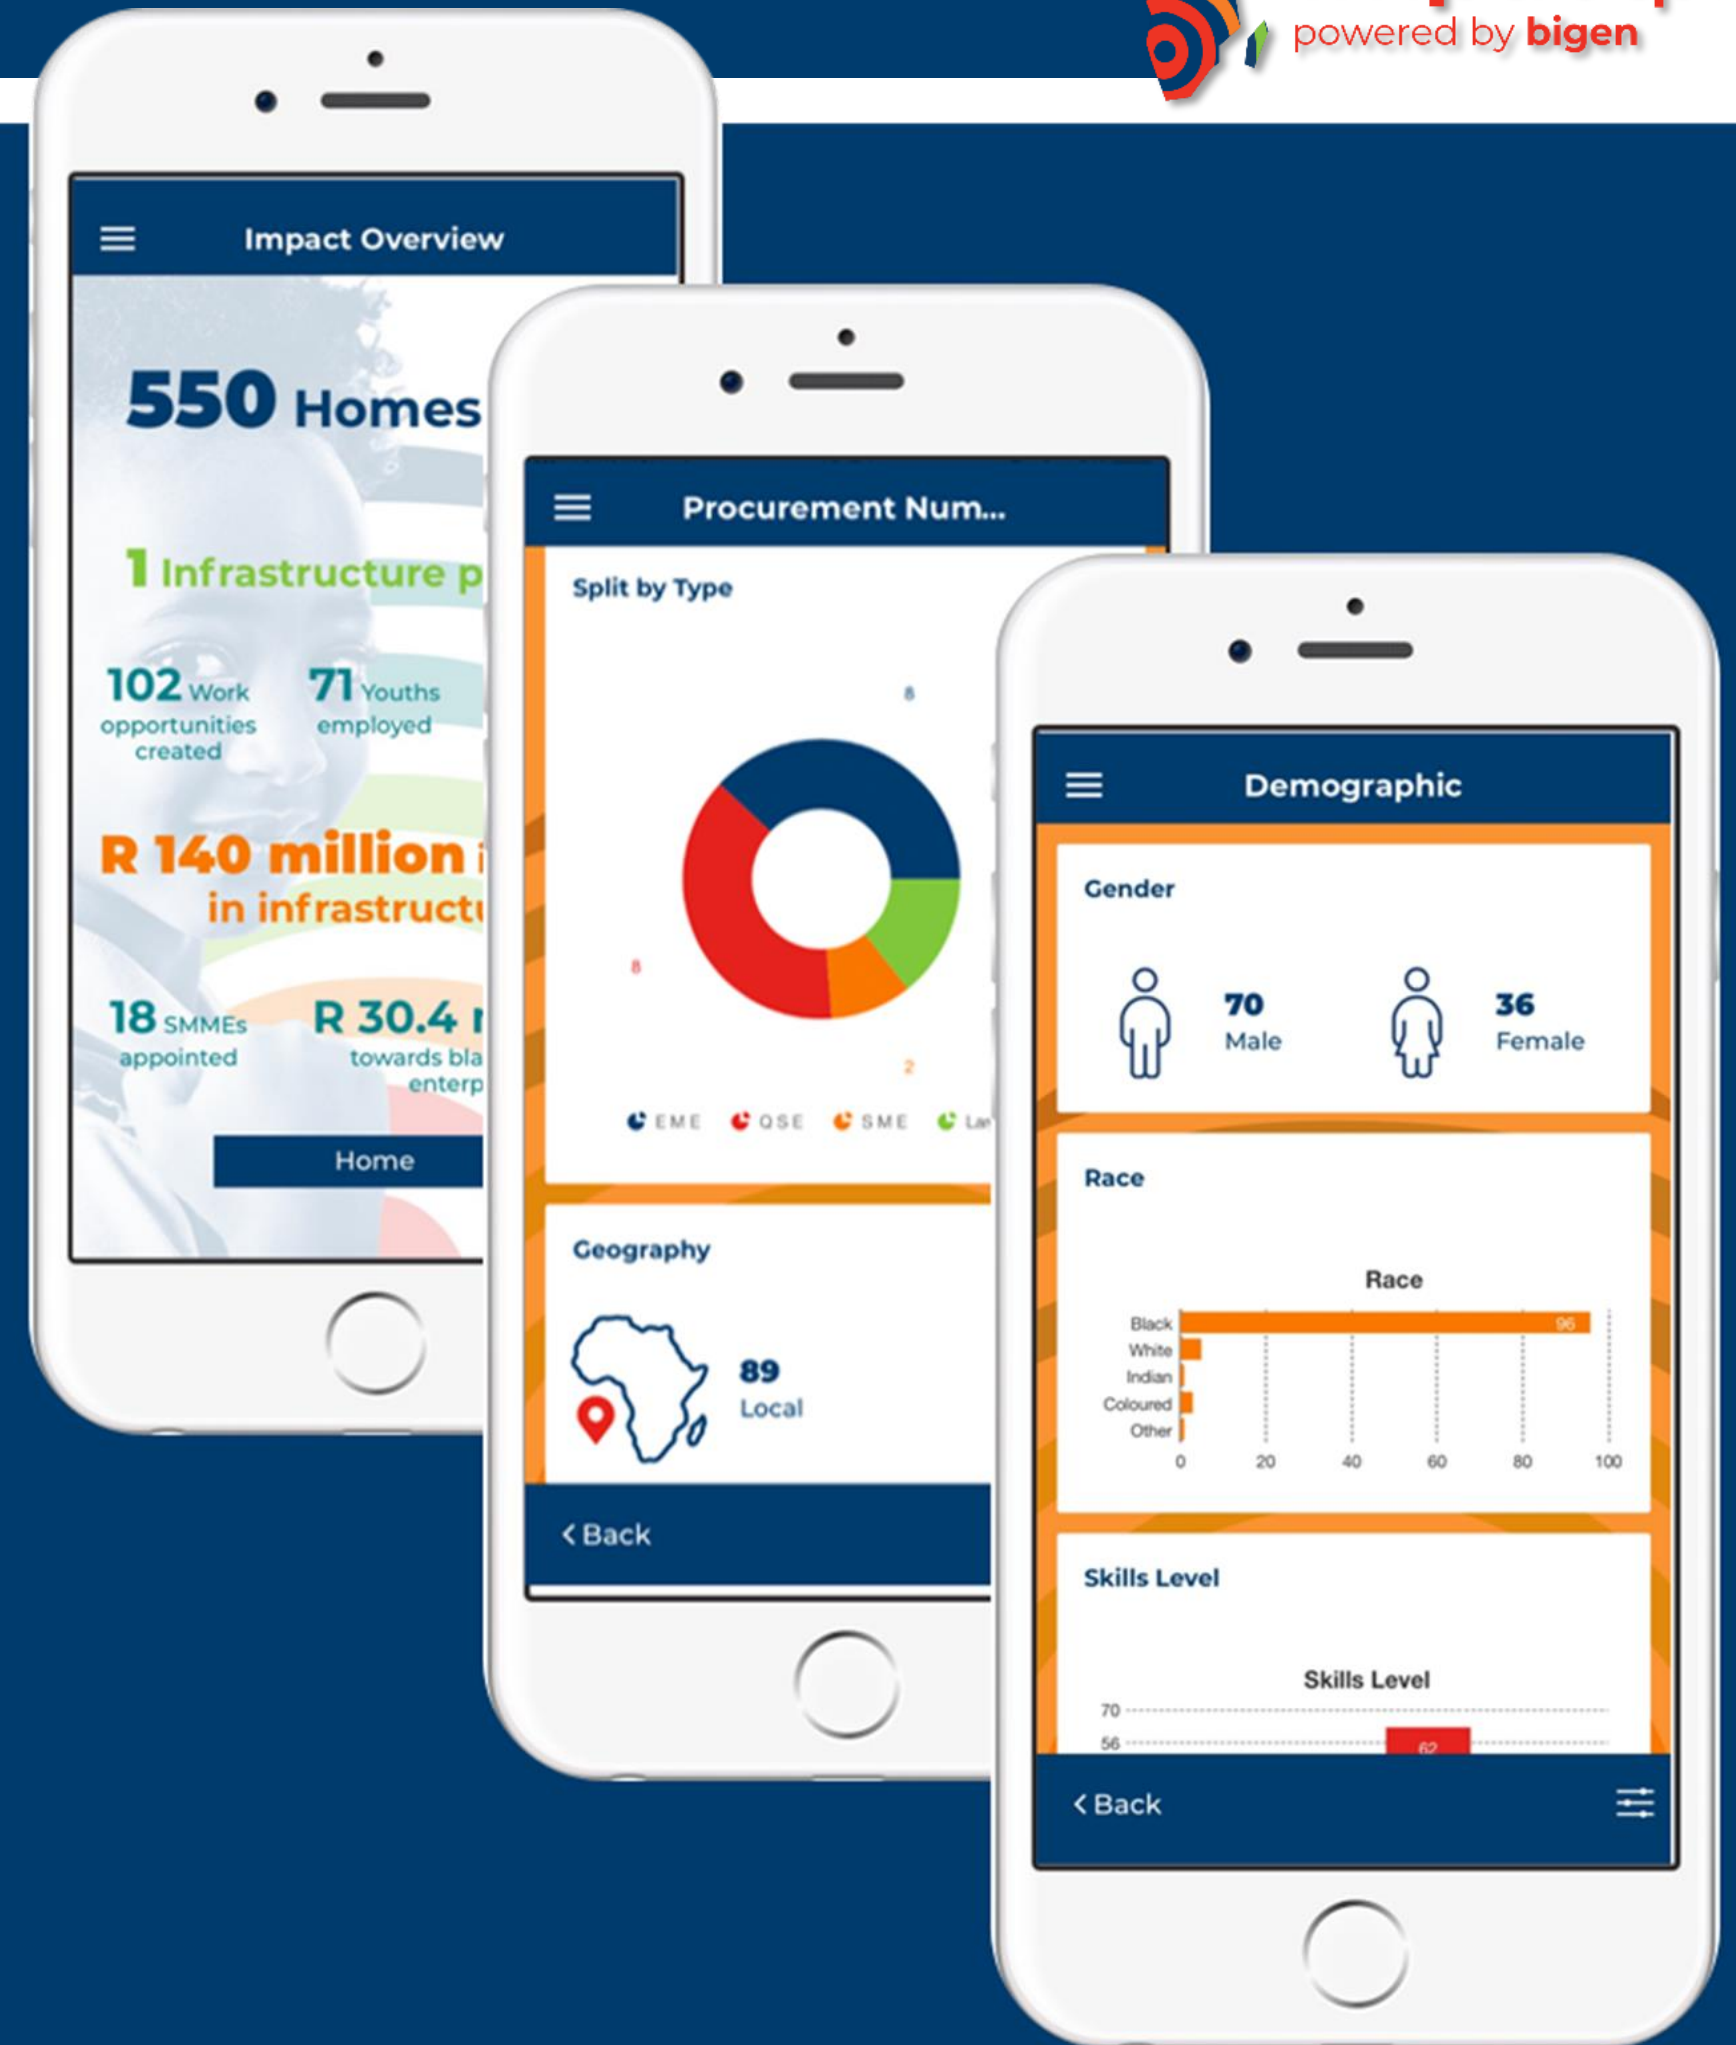 powered by bigen
Impact Overview
550 Homes
1 Infrastructure p
102 Work
opportunities
created
71 Youths
employed
R 140 million
in infrastructu
18 SMMEs
appointed
R 30.4
towards bla
enterp
Home
Procurement Num...
Split by Type
8
8
2
EME QSE SME Lar
Geography
89
Local
< Back
Demographic
Gender
70
Male
36
Female
Race
Race
Black
96
White
Indian
Coloured
Other
0 20 40 60 80 100
Skills Level
Skills Level
70
56
62
< Back